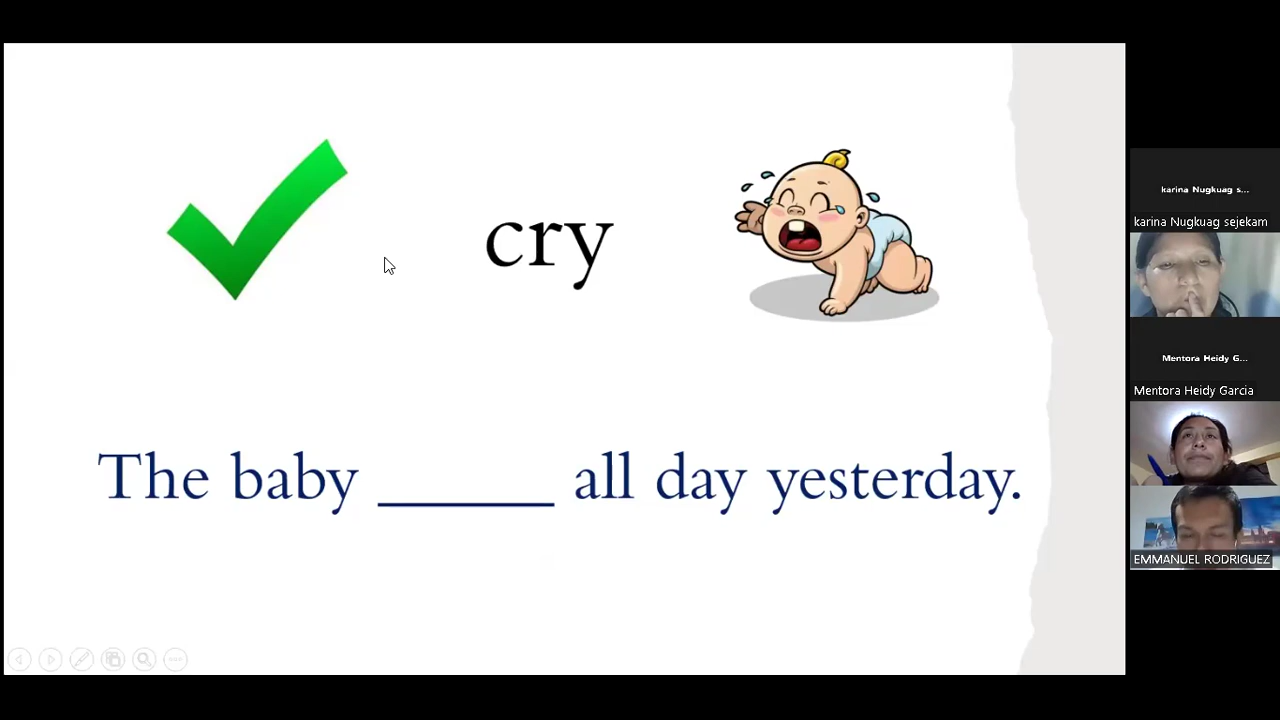 cry
The baby ______ all day yesterday.
karina Nugkuag s...
karina Nugkuag sejekam
Mentora Heidy G...
Mentora Heidy Garcia
EMMANUEL RODRIGUEZ